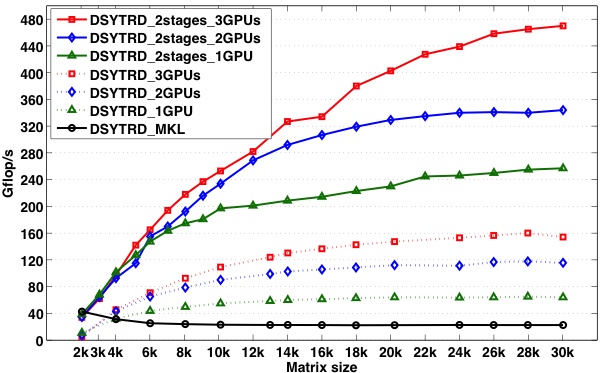 480
440
400
360
320
280
240
200
160
120
80
40
0
Gflop/s
DSYTRD_2stages_3GPUs
DSYTRD_2stages_2GPUs
DSYTRD_2stages_1GPU
DSYTRD_3GPUs
DSYTRD_2GPUs
DSYTRD_1GPU
DSYTRD_MKL
2k 3k 4k 6k 8k 10k 12k 14k 16k 18k 20k 22k 24k 26k 28k 30k
Matrix size